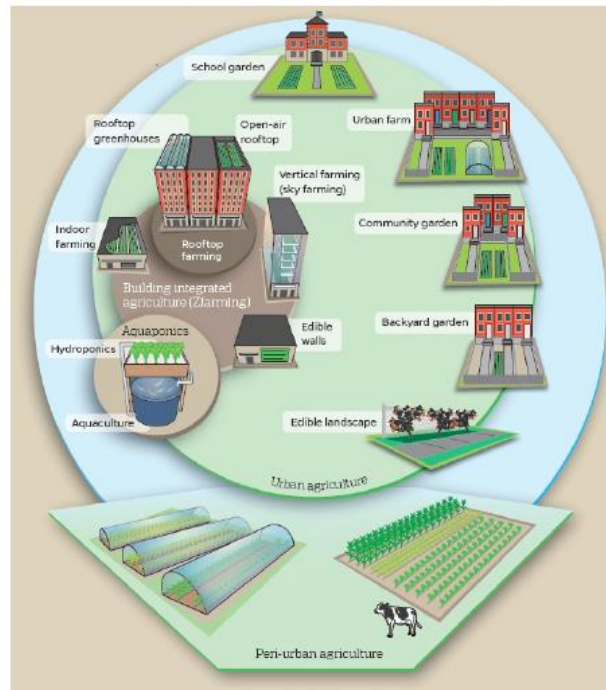 School garden
Rooftop
greenhouses
Open-air
rooftop
Urban farm
Vertical farming
(sky farming)
Indoor
farming
Rooftop
farming
Community garden
Building integrated
agriculture (Zfarming)
Backyard garden
Aquaponics
Hydroponics
Edible
walls
Aquaculture
Edible landscape
Urban agriculture
Peri-urban agriculture